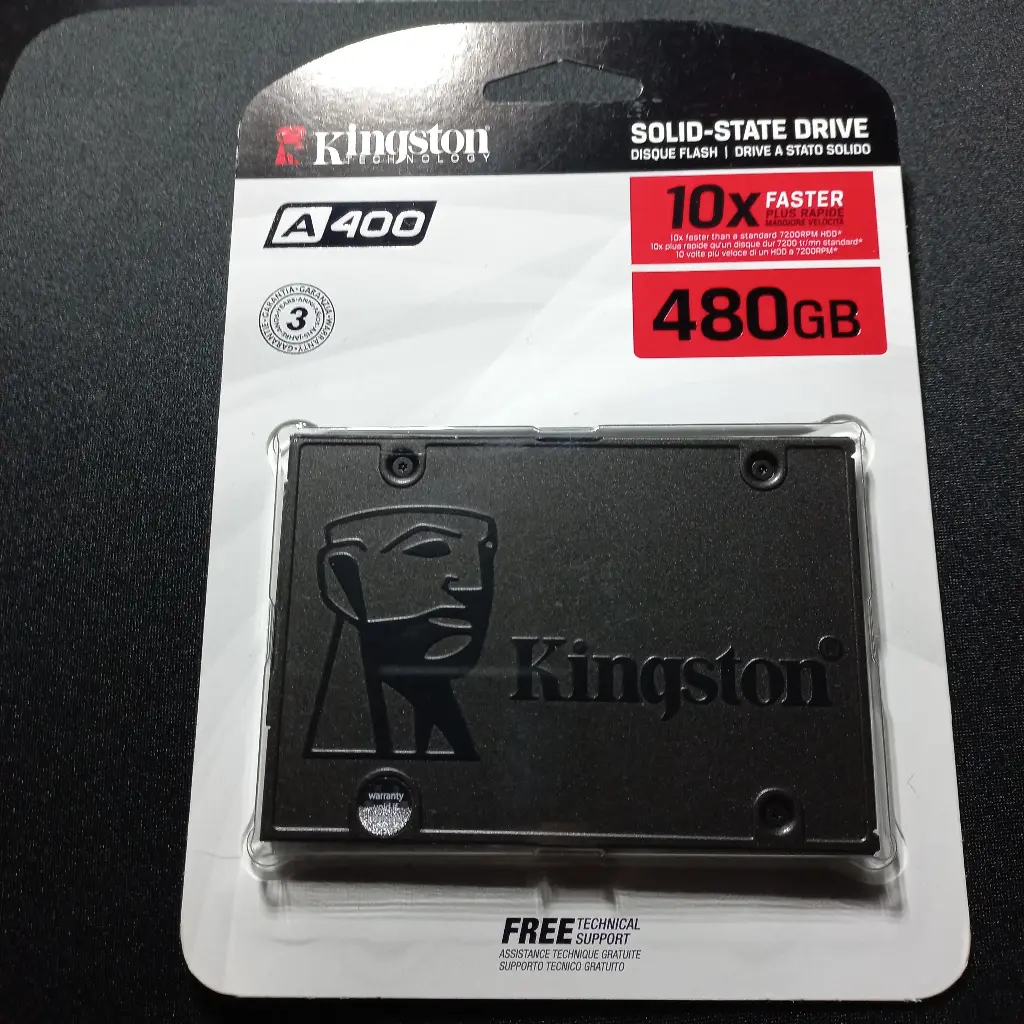 Kingston
TECHNOLOGY
SOLID-STATE DRIVE
DISQUE FLASH | DRIVE A STATO SOLIDO
A400
10x FASTER
PLUS RAPIDE
MAGGIORE VELOCITÀ
10x faster than a standard 7200RPM HDD*
10x plus rapide qu'un disque dur 7200 tr/mn standard*
10 volte più veloce di un HDD a 7200RPM*
480GB
3
Kingston
warranty
void if
FREE TECHNICAL
SUPPORT
ASSISTANCE TECHNIQUE GRATUITE
SUPPORTO TECNICO GRATUITO